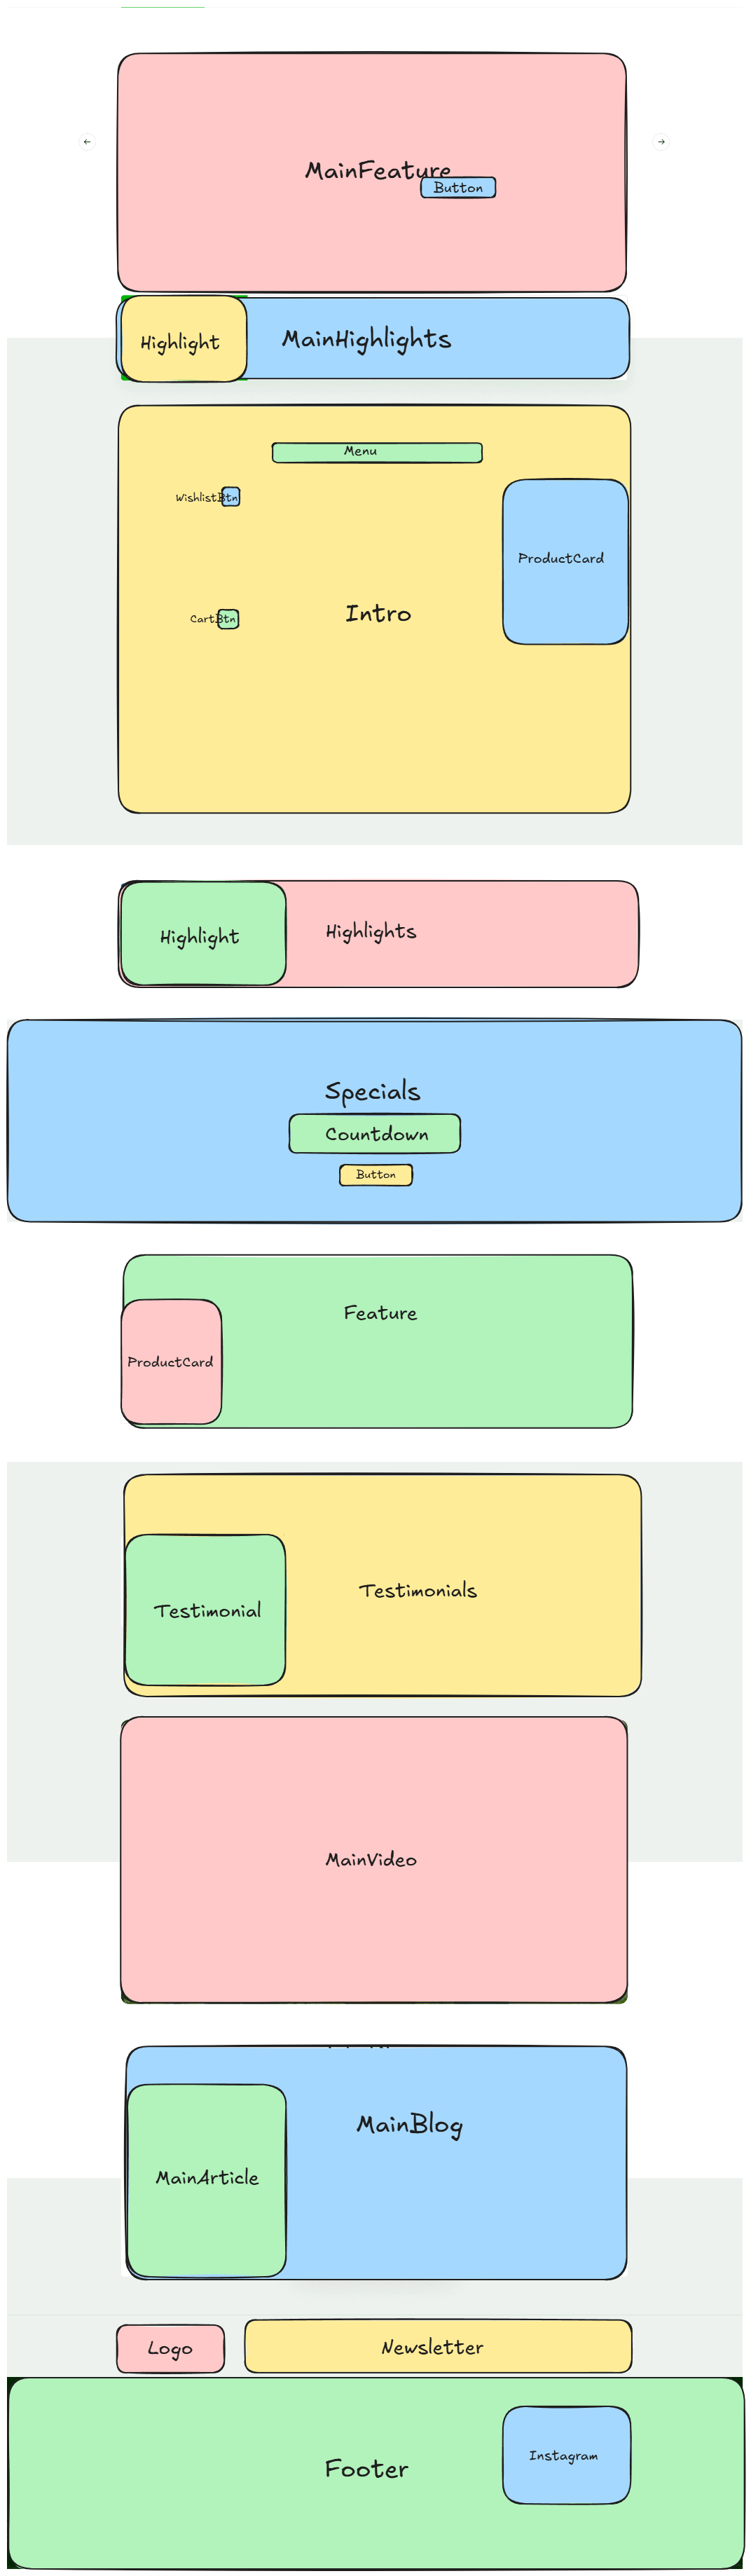 ←
→
MainFeature
Button
Highlight
MainHighlights
Menu
WishlistBtn
ProductCard
Intro
CartBtn
Highlight
Highlights
Specials
Countdown
Button
Feature
ProductCard
Testimonials
Testimonial
MainVideo
MainBlog
MainArticle
Logo
Newsletter
Instagram
Footer